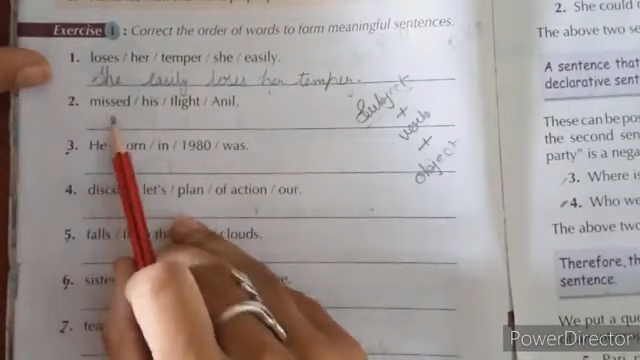 Exercise 1 : Correct the order of words to form meaningful sentences.
1. loses / her / temper / she / easily.
She easily loses her temper.
2. missed / his / flight / Anil.
3. He / born / in / 1980 / was.
4. let's / plan / of action / our.
5. falls / clouds.
6.
7.
Subject
+
verb
+
object
2. She could
The above two se
A sentence that
declarative sent
These can be pos
the second sen
party" is a nega
3. Where is
4. Who we
The above two
Therefore, th
sentence.
We put a qu
PowerDirector